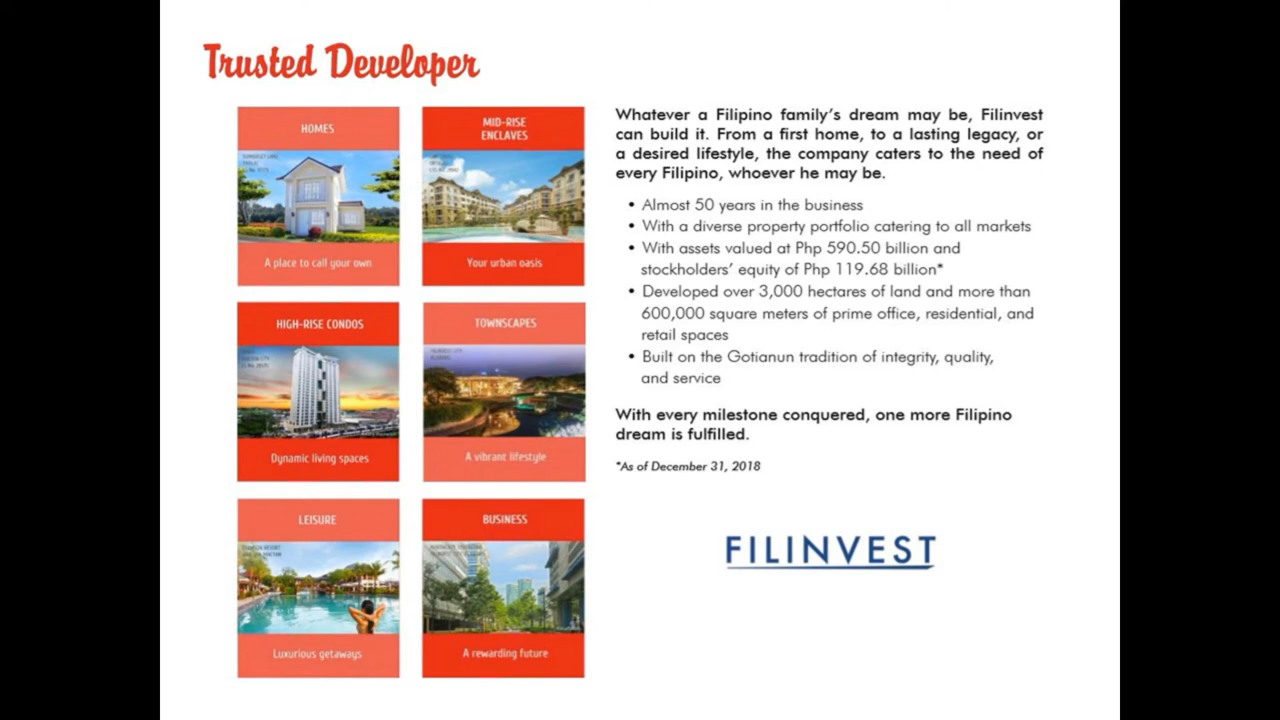 Trusted Developer
HOMES
A place to call your own
MID-RISE
ENCLAVES
Your urban oasis
HIGH-RISE CONDOS
Dynamic living spaces
TOWNSCAPES
A vibrant lifestyle
LEISURE
Luxurious getaways
BUSINESS
A rewarding future
Whatever a Filipino family's dream may be, Filinvest
can build it. From a first home, to a lasting legacy, or
a desired lifestyle, the company caters to the need of
every Filipino, whoever he may be.
• Almost 50 years in the business
• With a diverse property portfolio catering to all markets
• With assets valued at Php 590.50 billion and
stockholders' equity of Php 119.68 billion*
• Developed over 3,000 hectares of land and more than
600,000 square meters of prime office, residential, and
retail spaces
• Built on the Gotianun tradition of integrity, quality,
and service
With every milestone conquered, one more Filipino
dream is fulfilled.
*As of December 31, 2018
FILINVEST